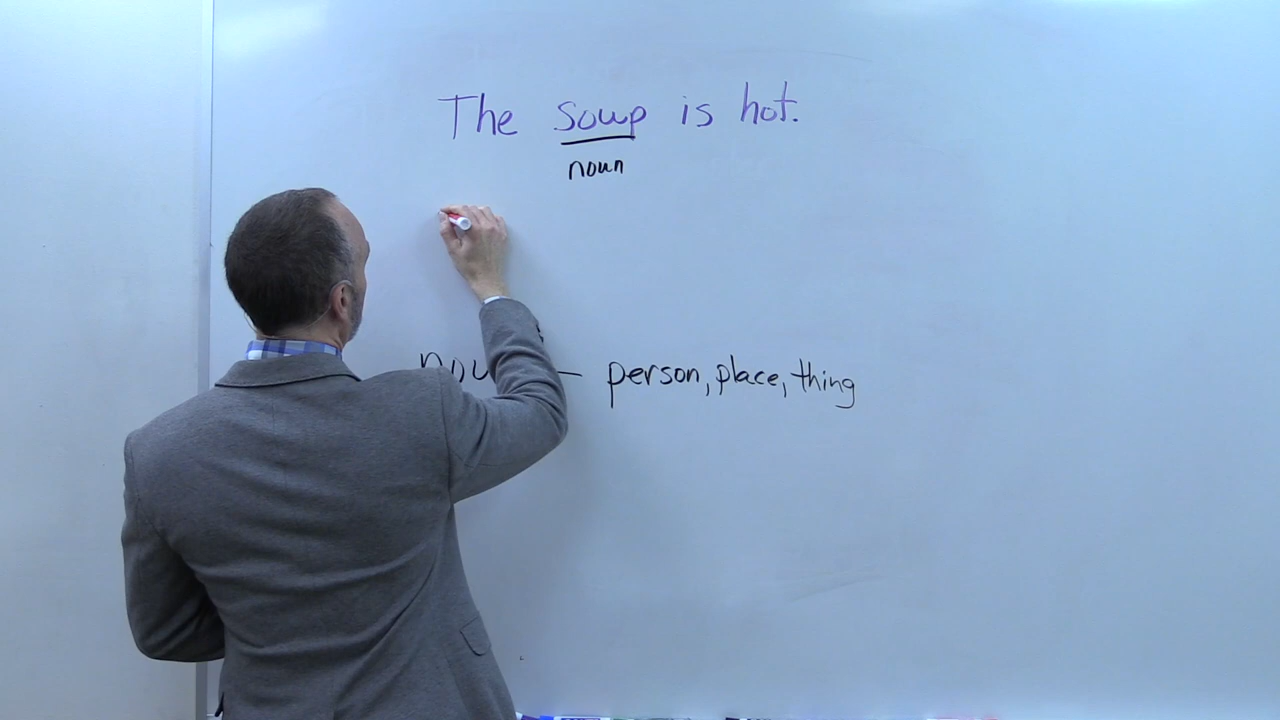 The soup is hot.
noun
— person, place, thing